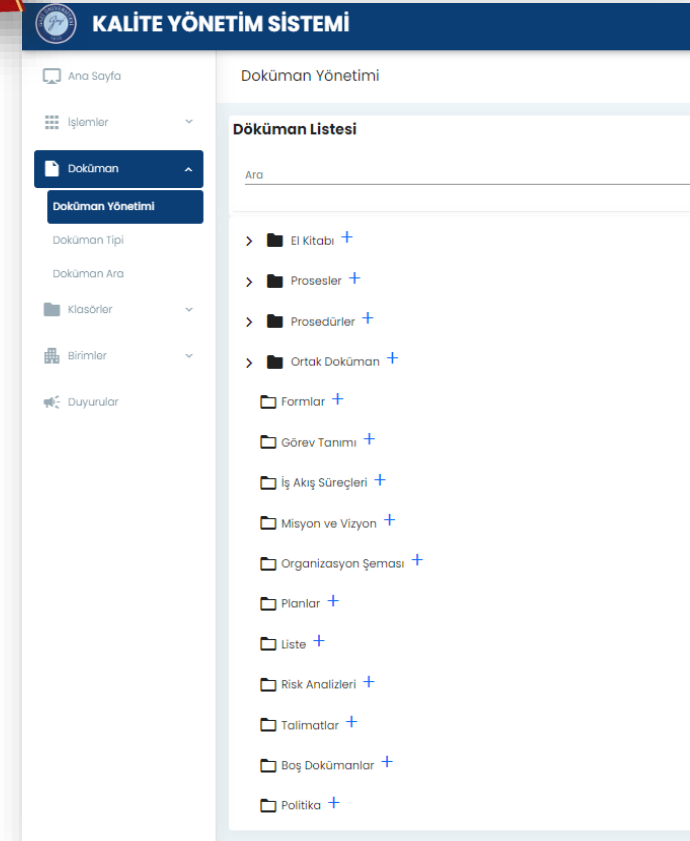 KALİTE YÖNETİM SİSTEMİ
Ana Sayfa
İşlemler
Doküman
Doküman Yönetimi
Doküman Tipi
Doküman Ara
Klasörler
Birimler
Duyurular
Doküman Yönetimi
Döküman Listesi
Ara
El Kitabı +
Prosesler +
Prosedürler +
Ortak Doküman +
Formlar +
Görev Tanımı +
İş Akış Süreçleri +
Misyon ve Vizyon +
Organizasyon Şeması +
Planlar +
Liste +
Risk Analizleri +
Talimatlar +
Boş Dokümanlar +
Politika +